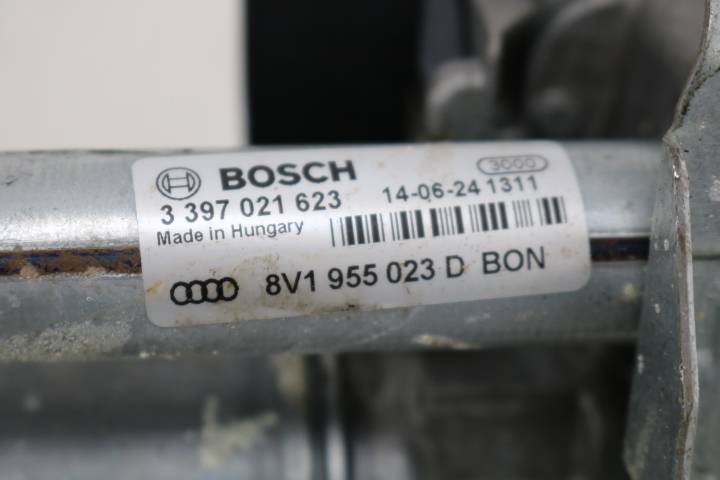 BOSCH 3000
3 397 021 623 14-06-24 1311
Made in Hungary
8V1 955 023 D BON